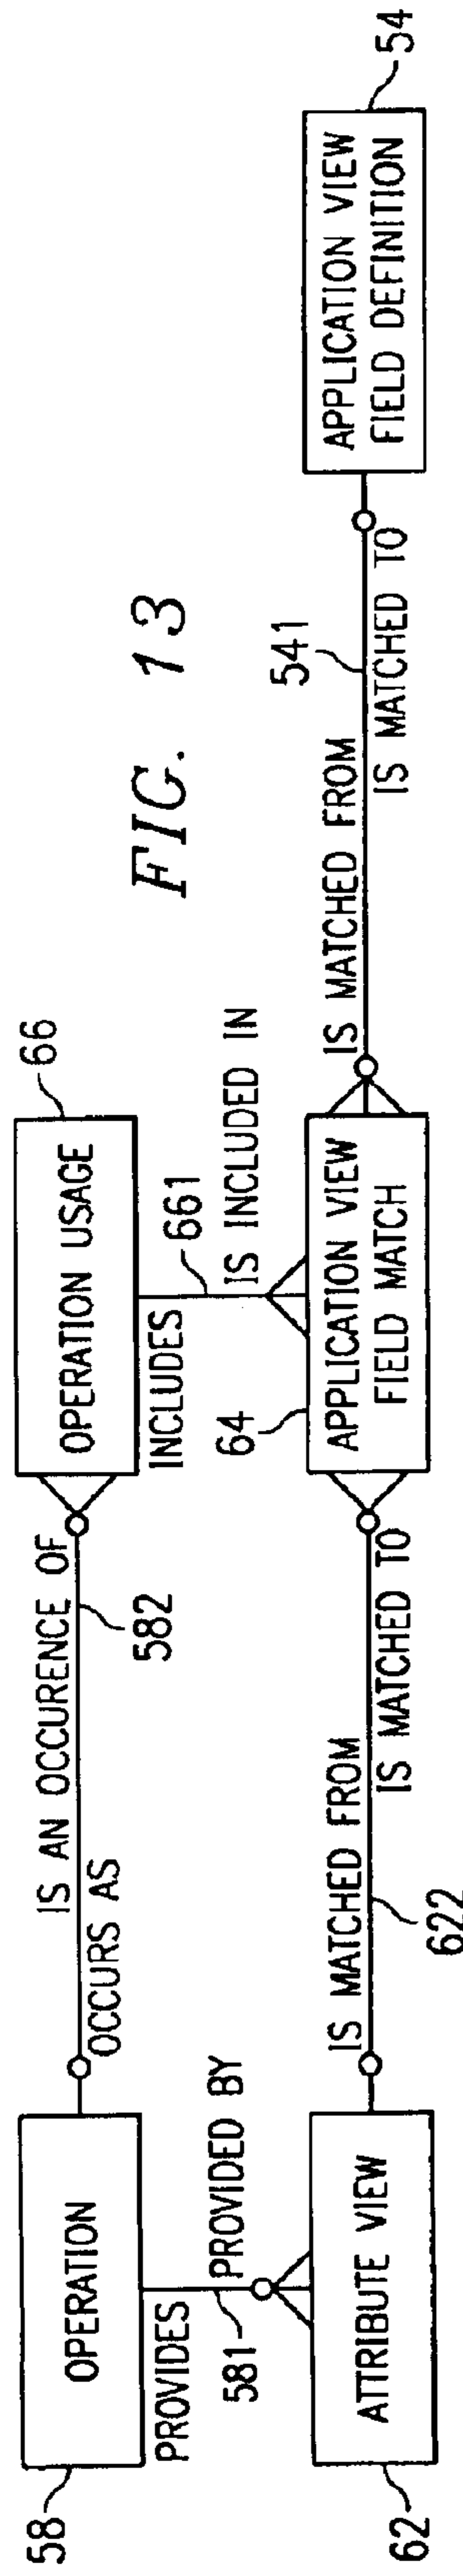 FIG. 13
58
OPERATION
OCCURS AS
IS AN OCCURENCE OF
582
OPERATION USAGE
66
PROVIDES
581
PROVIDED BY
INCLUDES
661
IS INCLUDED IN
62
ATTRIBUTE VIEW
IS MATCHED FROM
622
IS MATCHED TO
64
APPLICATION VIEW
FIELD MATCH
IS MATCHED FROM
541
IS MATCHED TO
APPLICATION VIEW
FIELD DEFINITION
54